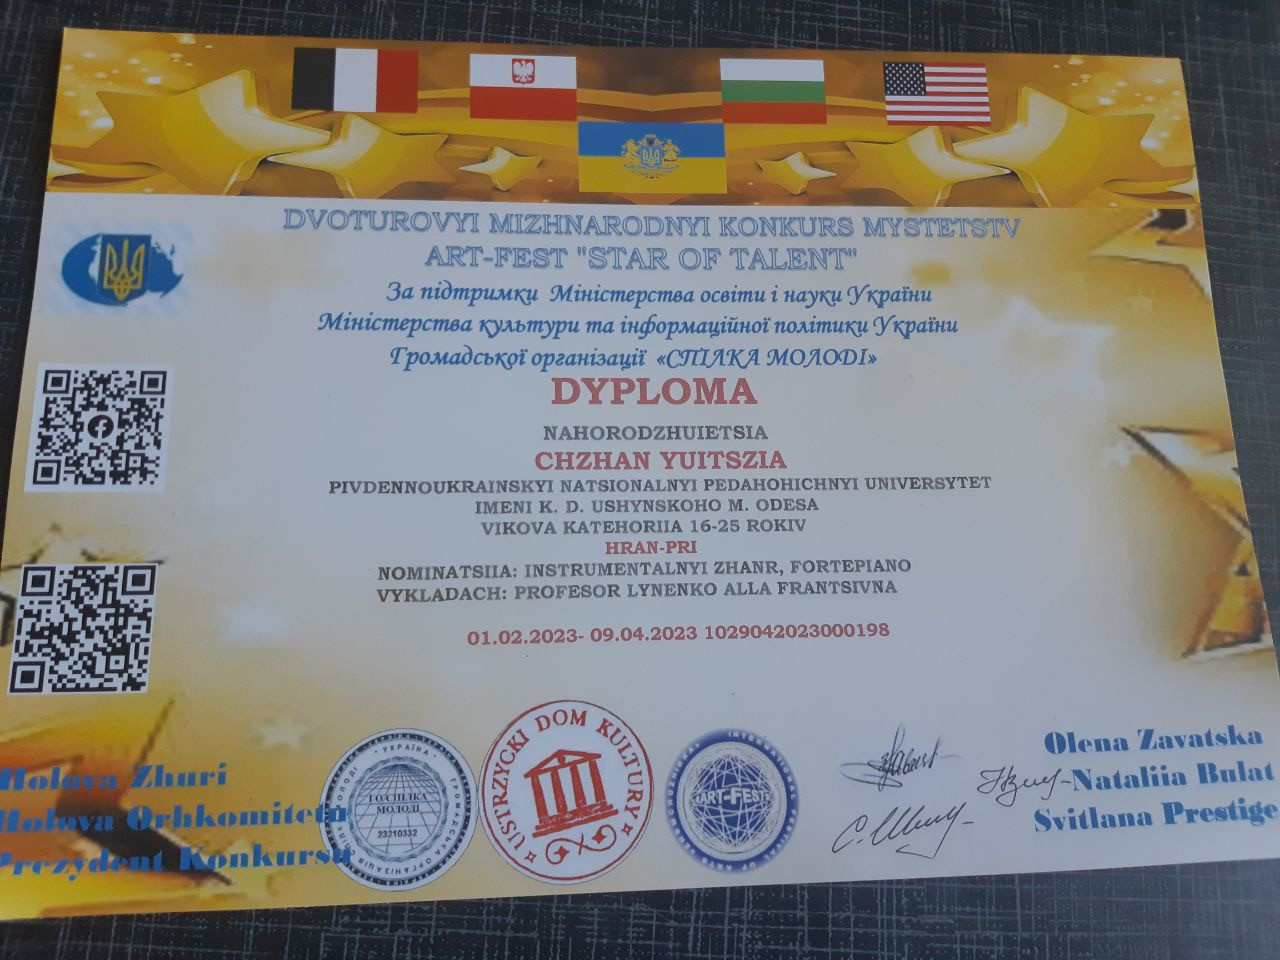 DVOTUROVYI MIZHNARODNYI KONKURS MYSTETSTV
ART-FEST "STAR OF TALENT"
За підтримки Міністерства освіти і науки України
Міністерства культури та інформаційної політики України
Громадської організації «СПІЛКА МОЛОДІ»
DYPLOMA
NAHORODZHUIETSIA
CHZHAN YUITSZIA
PIVDENNOUKRAINSKYI NATSIONALNYI PEDAHOHICHNYI UNIVERSYTET
IMENI K. D. USHYNSKOHO M. ODESA
VIKOVA KATEHORIIA 16-25 ROKIV
HRAN-PRI
NOMINATSIIA: INSTRUMENTALNYI ZHANR, FORTEPIANO
VYKLADACH: PROFESOR LYNENKO ALLA FRANTSIVNA
01.02.2023- 09.04.2023 1029042023000198
Holova Zhuri
Holova Orhkomitetu
Prezydent Konkursu
ГО СПІЛКА
МОЛОДІ
23210332
USTRZYCKI DOM KULTURY
ART-FEST
Olena Zavatska
Nataliia Bulat
Svitlana Prestige